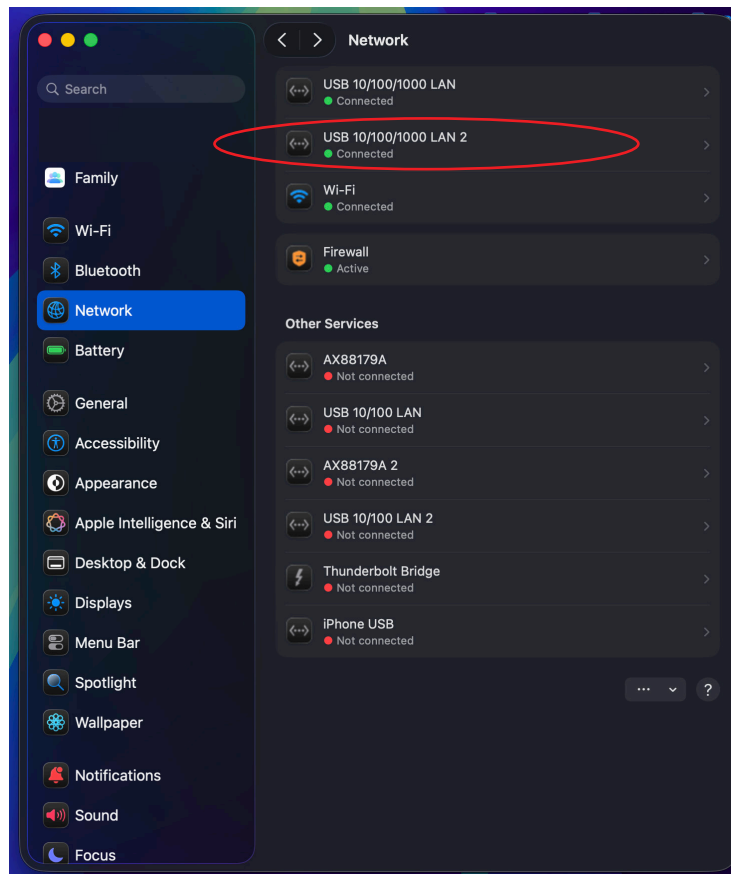 Network
Search
Family
Wi-Fi
Bluetooth
Network
Battery
General
Accessibility
Appearance
Apple Intelligence & Siri
Desktop & Dock
Displays
Menu Bar
Spotlight
Wallpaper
Notifications
Sound
Focus
USB 10/100/1000 LAN
Connected
USB 10/100/1000 LAN 2
Connected
Wi-Fi
Connected
Firewall
Active
Other Services
AX88179A
Not connected
USB 10/100 LAN
Not connected
AX88179A 2
Not connected
USB 10/100 LAN 2
Not connected
Thunderbolt Bridge
Not connected
iPhone USB
Not connected
... 
?